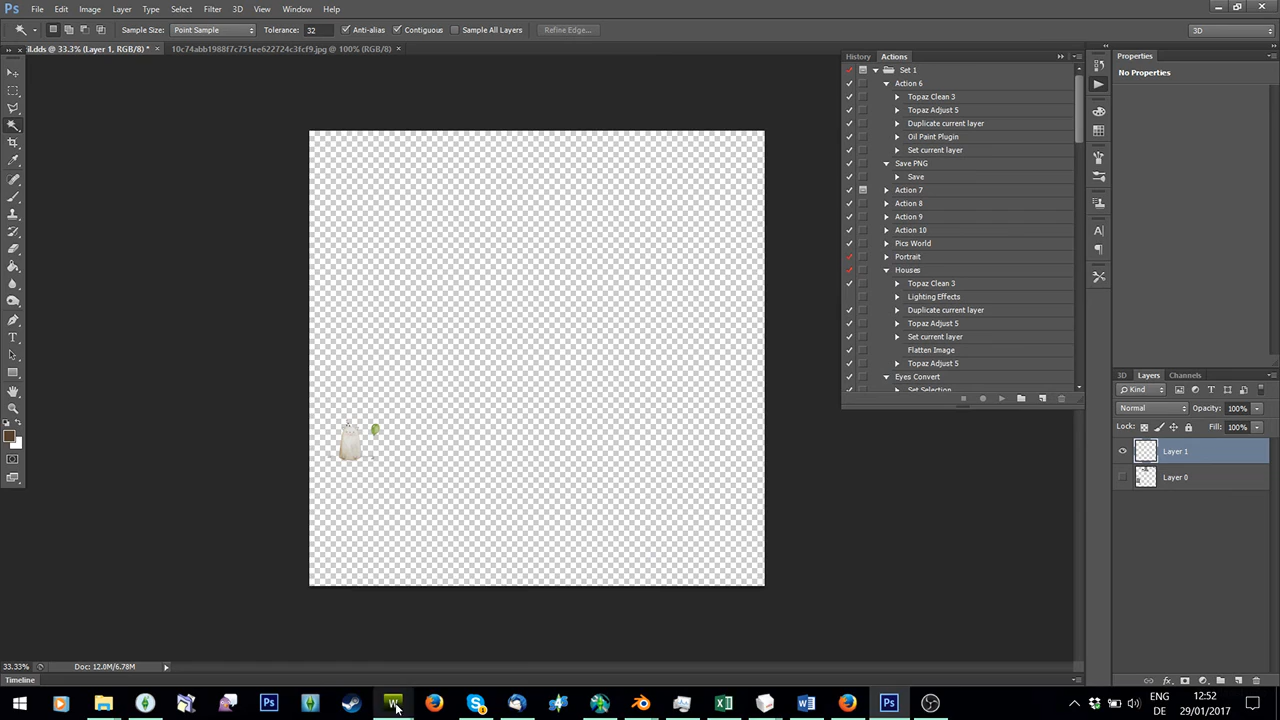 Ps File Edit Image Layer Type Select Filter 3D View Window Help
Sample Size: Point Sample Tolerance: 32 Anti-alias Contiguous Sample All Layers Refine Edge... 3D
il.dds @ 33.3% (Layer 1, RGB/8) * × 10c74abb1988f7c751ee622724c3fcf9.jpg @ 100% (RGB/8) ×
History Actions
Properties
No Properties
Set 1
Action 6
Topaz Clean 3
Topaz Adjust 5
Duplicate current layer
Oil Paint Plugin
Set current layer
Save PNG
Save
Action 7
Action 8
Action 9
Action 10
Pics World
Portrait
Houses
Topaz Clean 3
Lighting Effects
Duplicate current layer
Topaz Adjust 5
Set current layer
Flatten Image
Topaz Adjust 5
Eyes Convert
Set Selection
3D Layers Channels
Kind
Normal Opacity: 100%
Lock: Fill: 100%
Layer 1
Layer 0
33.33% Doc: 12.0M/6.78M
Timeline
ENG 12:52
DE 29/01/2017